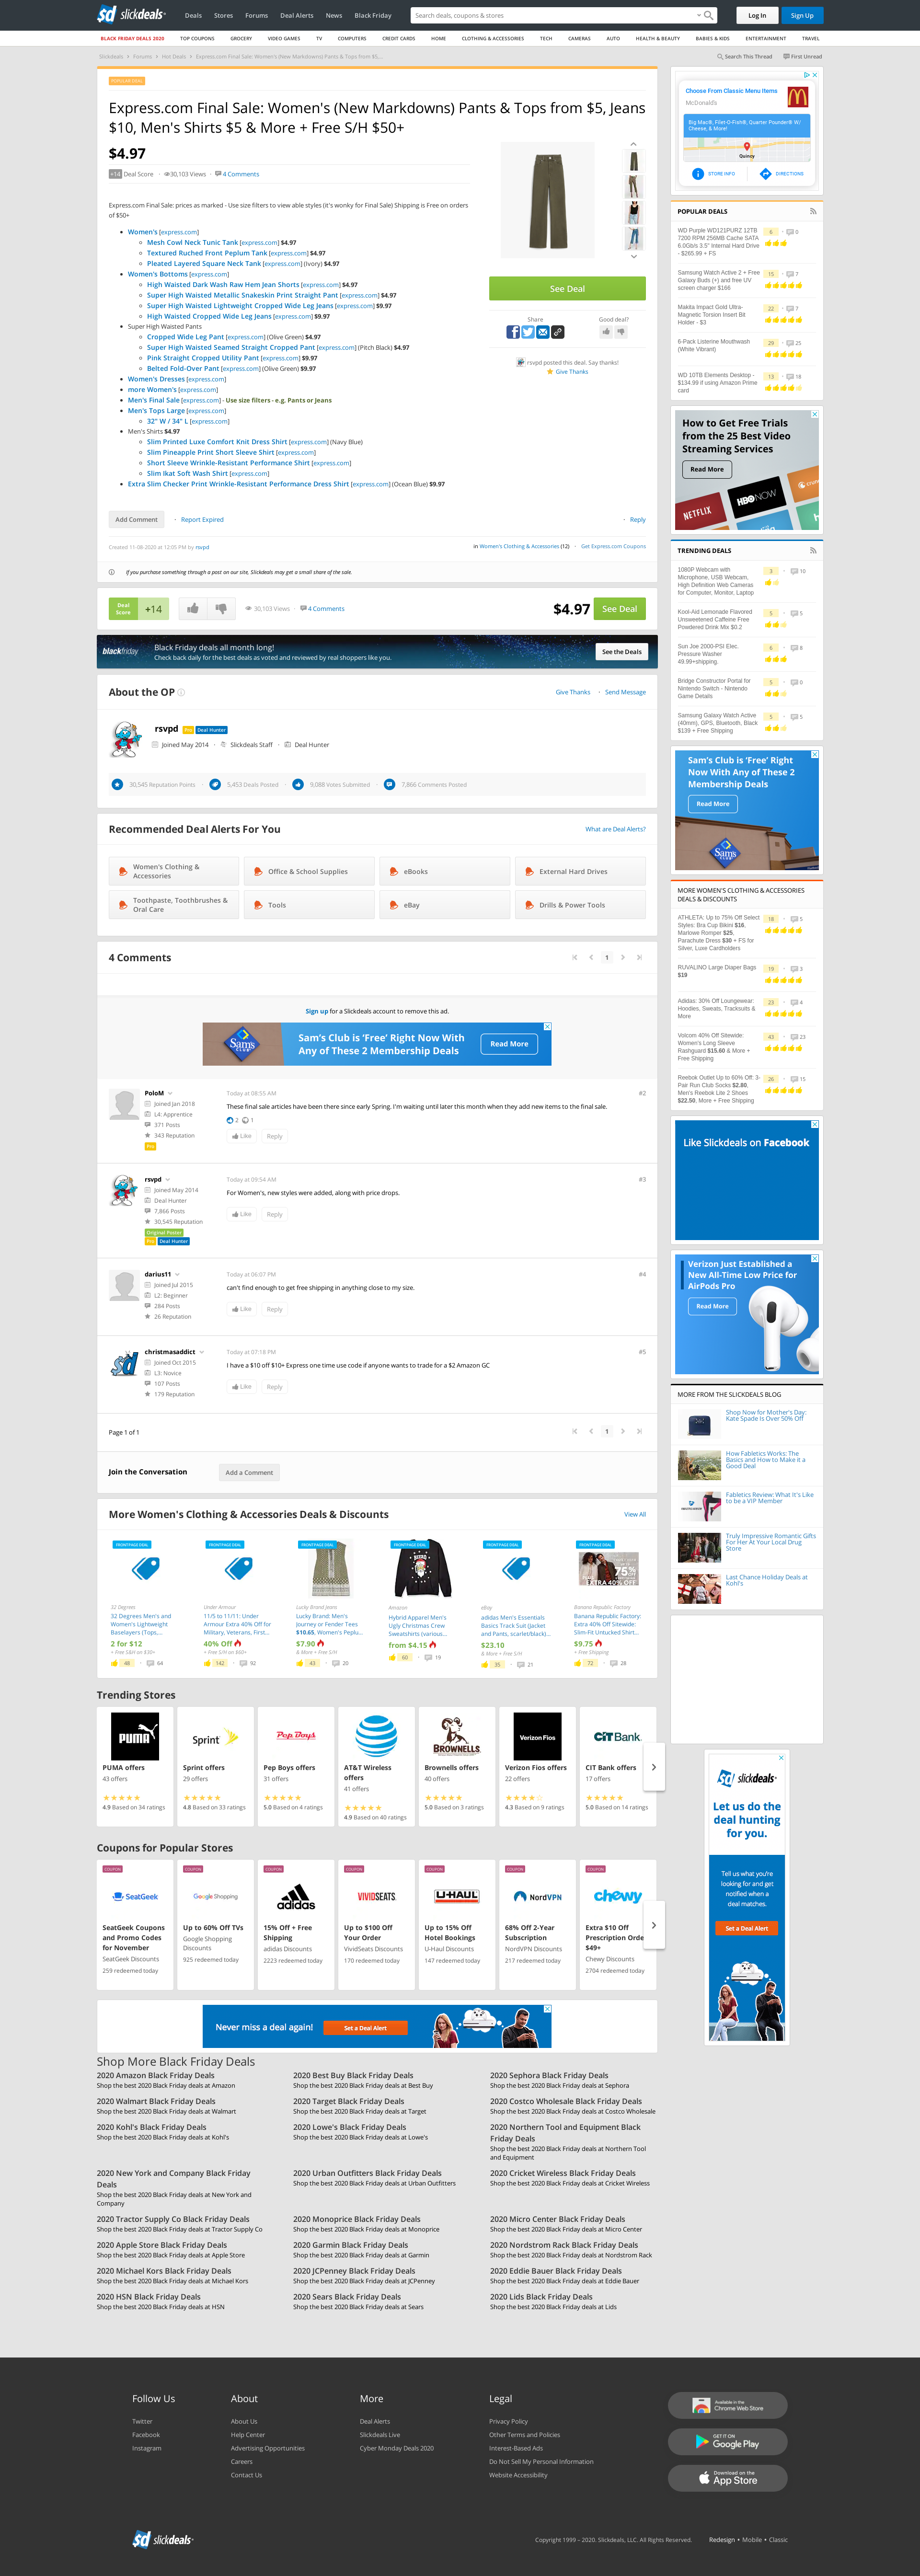 slickdeals
Deals Stores Forums Deal Alerts News Black Friday
Search deals, coupons & stores
Log In Sign Up
BLACK FRIDAY DEALS 2020 TOP COUPONS GROCERY VIDEO GAMES TV COMPUTERS CREDIT CARDS HOME CLOTHING & ACCESSORIES TECH CAMERAS AUTO HEALTH & BEAUTY BABIES & KIDS ENTERTAINMENT TRAVEL
Slickdeals › Forums › Hot Deals › Express.com Final Sale: Women's (New Markdowns) Pants & Tops from $5,...
Search This Thread First Unread
POPULAR DEAL
Express.com Final Sale: Women's (New Markdowns) Pants & Tops from $5, Jeans
$10, Men's Shirts $5 & More + Free S/H $50+
$4.97
+14 Deal Score · 30,103 Views · 4 Comments
Express.com Final Sale: prices as marked - Use size filters to view able styles (it's wonky for Final Sale) Shipping is Free on orders
of $50+
Women's [express.com]
Mesh Cowl Neck Tunic Tank [express.com] $4.97
Textured Ruched Front Peplum Tank [express.com] $4.97
Pleated Layered Square Neck Tank [express.com] (Ivory) $4.97
Women's Bottoms [express.com]
High Waisted Dark Wash Raw Hem Jean Shorts [express.com] $4.97
Super High Waisted Metallic Snakeskin Print Straight Pant [express.com] $4.97
Super High Waisted Lightweight Cropped Wide Leg Jeans [express.com] $9.97
High Waisted Cropped Wide Leg Jeans [express.com] $9.97
Super High Waisted Pants
Cropped Wide Leg Pant [express.com] (Olive Green) $4.97
Super High Waisted Seamed Straight Cropped Pant [express.com] (Pitch Black) $4.97
Pink Straight Cropped Utility Pant [express.com] $9.97
Belted Fold-Over Pant [express.com] (Olive Green) $9.97
Women's Dresses [express.com]
more Women's [express.com]
Men's Final Sale [express.com] - Use size filters - e.g. Pants or Jeans
Men's Tops Large [express.com]
32" W / 34" L [express.com]
Men's Shirts $4.97
Slim Printed Luxe Comfort Knit Dress Shirt [express.com] (Navy Blue)
Slim Pineapple Print Short Sleeve Shirt [express.com]
Short Sleeve Wrinkle-Resistant Performance Shirt [express.com]
Slim Ikat Soft Wash Shirt [express.com]
Extra Slim Checker Print Wrinkle-Resistant Performance Dress Shirt [express.com] (Ocean Blue) $9.97
See Deal
Share Good deal?
rsvpd posted this deal. Say thanks!
Give Thanks
Add Comment · Report Expired · Reply
Created 11-08-2020 at 12:05 PM by rsvpd
in Women's Clothing & Accessories (12) · Get Express.com Coupons
If you purchase something through a post on our site, Slickdeals may get a small share of the sale.
Deal Score +14 30,103 Views · 4 Comments $4.97 See Deal
blackfriday
Black Friday deals all month long!
Check back daily for the best deals as voted and reviewed by real shoppers like you.
See the Deals
About the OP
Give Thanks · Send Message
rsvpd Pro Deal Hunter
Joined May 2014 · Slickdeals Staff · Deal Hunter
30,545 Reputation Points · 5,453 Deals Posted · 9,088 Votes Submitted · 7,866 Comments Posted
Recommended Deal Alerts For You
What are Deal Alerts?
Women's Clothing &
Accessories
Office & School Supplies
eBooks
External Hard Drives
Toothpaste, Toothbrushes &
Oral Care
Tools
eBay
Drills & Power Tools
4 Comments
1
Sign up for a Slickdeals account to remove this ad.
Sam's Club
Sam's Club is 'Free' Right Now With
Any of These 2 Membership Deals
Read More
PoloM
Joined Jan 2018
L4: Apprentice
371 Posts
343 Reputation
Pro
Today at 08:55 AM
#2
These final sale articles have been there since early Spring. I'm waiting until later this month when they add new items to the final.
2 1
Like Reply
rsvpd
Joined May 2014
Deal Hunter
7,866 Posts
30,545 Reputation
Original Poster
Pro Deal Hunter
Today at 09:54 AM
#3
For Women's, new styles were added, along with price drops.
Like Reply
darius11
Joined Jul 2015
L2: Beginner
284 Posts
26 Reputation
Today at 06:07 PM
#4
can't find enough to get free shipping in anything close to my size.
Like Reply
christmasaddict
Joined Oct 2015
L3: Novice
107 Posts
179 Reputation
Today at 07:18 PM
#5
I have a $10 off $10+ Express one time use code if anyone wants to trade for a $2 Amazon GC
Like Reply
Page 1 of 1
1
Join the Conversation
Add a Comment
More Women's Clothing & Accessories Deals & Discounts
View All
FRONTPAGE DEAL
32 Degrees
32 Degrees Men's and
Women's Lightweight
Baselayers (Tops,...
2 for $12
+ Free S&H on $30+
48 · 64
FRONTPAGE DEAL
Under Armour
11/5 to 11/11: Under
Armour Extra 40% Off for
Military, Veterans, First...
40% Off
+ Free S/H on $60+
142 · 92
FRONTPAGE DEAL
Lucky Brand Jeans
Lucky Brand: Men's
Journey or Fender Tees
$10.65, Women's Peplu...
$7.90
& More + Free S/H
43 · 20
FRONTPAGE DEAL
Amazon
Hybrid Apparel Men's
Ugly Christmas Crew
Sweatshirts (various...
from $4.15
60 · 19
FRONTPAGE DEAL
eBay
adidas Men's Essentials
Basics Track Suit (Jacket
and Pants, scarlet/black)...
$23.10
& More + Free S/H
35 · 21
FRONTPAGE DEAL
75%
EXTRA 40% OFF
Banana Republic Factory
Banana Republic Factory:
Extra 40% Off Sitewide:
Slim-Fit Untucked Shirt...
$9.75
+ Free Shipping
72 · 28
Trending Stores
PUMA
PUMA offers
43 offers
4.9 Based on 34 ratings
Sprint
Sprint offers
29 offers
4.8 Based on 33 ratings
Pep Boys
Pep Boys offers
31 offers
5.0 Based on 4 ratings
AT&T
AT&T Wireless
offers
41 offers
4.9 Based on 40 ratings
BROWNELLS
Brownells offers
40 offers
5.0 Based on 3 ratings
Verizon Fios
Verizon Fios offers
22 offers
4.3 Based on 9 ratings
CIT Bank
CIT Bank offers
17 offers
5.0 Based on 14 ratings
Coupons for Popular Stores
COUPON
SeatGeek
SeatGeek Coupons
and Promo Codes
for November
SeatGeek Discounts
259 redeemed today
COUPON
Google Shopping
Up to 60% Off TVs
Google Shopping
Discounts
925 redeemed today
COUPON
adidas
15% Off + Free
Shipping
adidas Discounts
2223 redeemed today
COUPON
VIVIDSEATS
Up to $100 Off
Your Order
VividSeats Discounts
170 redeemed today
COUPON
U-HAUL
Up to 15% Off
Hotel Bookings
U-Haul Discounts
147 redeemed today
COUPON
NordVPN
68% Off 2-Year
Subscription
NordVPN Discounts
217 redeemed today
COUPON
chewy
Extra $10 Off
Prescription Orde
$49+
Chewy Discounts
2704 redeemed today
Never miss a deal again!
Set a Deal Alert
Shop More Black Friday Deals
2020 Amazon Black Friday Deals
Shop the best 2020 Black Friday deals at Amazon
2020 Best Buy Black Friday Deals
Shop the best 2020 Black Friday deals at Best Buy
2020 Sephora Black Friday Deals
Shop the best 2020 Black Friday deals at Sephora
2020 Walmart Black Friday Deals
Shop the best 2020 Black Friday deals at Walmart
2020 Target Black Friday Deals
Shop the best 2020 Black Friday deals at Target
2020 Costco Wholesale Black Friday Deals
Shop the best 2020 Black Friday deals at Costco Wholesale
2020 Kohl's Black Friday Deals
Shop the best 2020 Black Friday deals at Kohl's
2020 Lowe's Black Friday Deals
Shop the best 2020 Black Friday deals at Lowe's
2020 Northern Tool and Equipment Black
Friday Deals
Shop the best 2020 Black Friday deals at Northern Tool
and Equipment
2020 New York and Company Black Friday
Deals
Shop the best 2020 Black Friday deals at New York and
Company
2020 Urban Outfitters Black Friday Deals
Shop the best 2020 Black Friday deals at Urban Outfitters
2020 Cricket Wireless Black Friday Deals
Shop the best 2020 Black Friday deals at Cricket Wireless
2020 Tractor Supply Co Black Friday Deals
Shop the best 2020 Black Friday deals at Tractor Supply Co
2020 Monoprice Black Friday Deals
Shop the best 2020 Black Friday deals at Monoprice
2020 Micro Center Black Friday Deals
Shop the best 2020 Black Friday deals at Micro Center
2020 Apple Store Black Friday Deals
Shop the best 2020 Black Friday deals at Apple Store
2020 Garmin Black Friday Deals
Shop the best 2020 Black Friday deals at Garmin
2020 Nordstrom Rack Black Friday Deals
Shop the best 2020 Black Friday deals at Nordstrom Rack
2020 Michael Kors Black Friday Deals
Shop the best 2020 Black Friday deals at Michael Kors
2020 JCPenney Black Friday Deals
Shop the best 2020 Black Friday deals at JCPenney
2020 Eddie Bauer Black Friday Deals
Shop the best 2020 Black Friday deals at Eddie Bauer
2020 HSN Black Friday Deals
Shop the best 2020 Black Friday deals at HSN
2020 Sears Black Friday Deals
Shop the best 2020 Black Friday deals at Sears
2020 Lids Black Friday Deals
Shop the best 2020 Black Friday deals at Lids
Choose From Classic Menu Items
McDonald's
Big Mac®, Filet-O-Fish®, Quarter Pounder® W/
Cheese, & More!
Quincy
STORE INFO DIRECTIONS
POPULAR DEALS
WD Purple WD121PURZ 12TB
7200 RPM 256MB Cache SATA
6.0Gb/s 3.5" Internal Hard Drive
- $265.99 + FS
6 · 0
Samsung Watch Active 2 + Free
Galaxy Buds (+) and free UV
screen charger $166
15 · 7
Makita Impact Gold Ultra-
Magnetic Torsion Insert Bit
Holder - $3
22 · 7
6-Pack Listerine Mouthwash
(White Vibrant)
29 · 25
WD 10TB Elements Desktop -
$134.99 if using Amazon Prime
card
13 · 18
How to Get Free Trials
from the 25 Best Video
Streaming Services
Read More
NETFLIX HBO NOW
TRENDING DEALS
1080P Webcam with
Microphone, USB Webcam,
High Definition Web Cameras
for Computer, Monitor, Laptop
3 · 10
Kool-Aid Lemonade Flavored
Unsweetened Caffeine Free
Powdered Drink Mix $0.2
5 · 5
Sun Joe 2000-PSI Elec.
Pressure Washer
49.99+shipping.
6 · 8
Bridge Constructor Portal for
Nintendo Switch - Nintendo
Game Details
5 · 0
Samsung Galaxy Watch Active
(40mm), GPS, Bluetooth, Black
$139 + Free Shipping
5 · 5
Sam's Club is 'Free' Right
Now With Any of These 2
Membership Deals
Read More
Sam's Club
MORE WOMEN'S CLOTHING & ACCESSORIES
DEALS & DISCOUNTS
ATHLETA: Up to 75% Off Select
Styles: Bra Cup Bikini $16,
Marlowe Romper $25,
Parachute Dress $30 + FS for
Silver, Luxe Cardholders
18 · 5
RUVALINO Large Diaper Bags
$19
19 · 3
Adidas: 30% Off Loungewear:
Hoodies, Sweats, Tracksuits &
More
23 · 4
Volcom 40% Off Sitewide:
Women's Long Sleeve
Rashguard $15.60 & More +
Free Shipping
43 · 23
Reebok Outlet Up to 60% Off: 3-
Pair Run Club Socks $2.80,
Men's Reebok Lite 2 Shoes
$22.50, More + Free Shipping
26 · 15
Like Slickdeals on Facebook
Verizon Just Established a
New All-Time Low Price for
AirPods Pro
Read More
MORE FROM THE SLICKDEALS BLOG
Shop Now for Mother's Day:
Kate Spade Is Over 50% Off
How Fabletics Works: The
Basics and How to Make it a
Good Deal
Fabletics Review: What It's Like
to be a VIP Member
Truly Impressive Romantic Gifts
For Her At Your Local Drug
Store
Last Chance Holiday Deals at
Kohl's
slickdeals
Let us do the
deal hunting
for you.
Tell us what you're
looking for and get
notified when a
deal matches.
Set a Deal Alert
Follow Us
Twitter
Facebook
Instagram
About
About Us
Help Center
Advertising Opportunities
Careers
Contact Us
More
Deal Alerts
Slickdeals Live
Cyber Monday Deals 2020
Legal
Privacy Policy
Other Terms and Policies
Interest-Based Ads
Do Not Sell My Personal Information
Website Accessibility
Available in the
Chrome Web Store
GET IT ON
Google Play
Download on the
App Store
slickdeals
Copyright 1999 – 2020. Slickdeals, LLC. All Rights Reserved. Redesign • Mobile • Classic